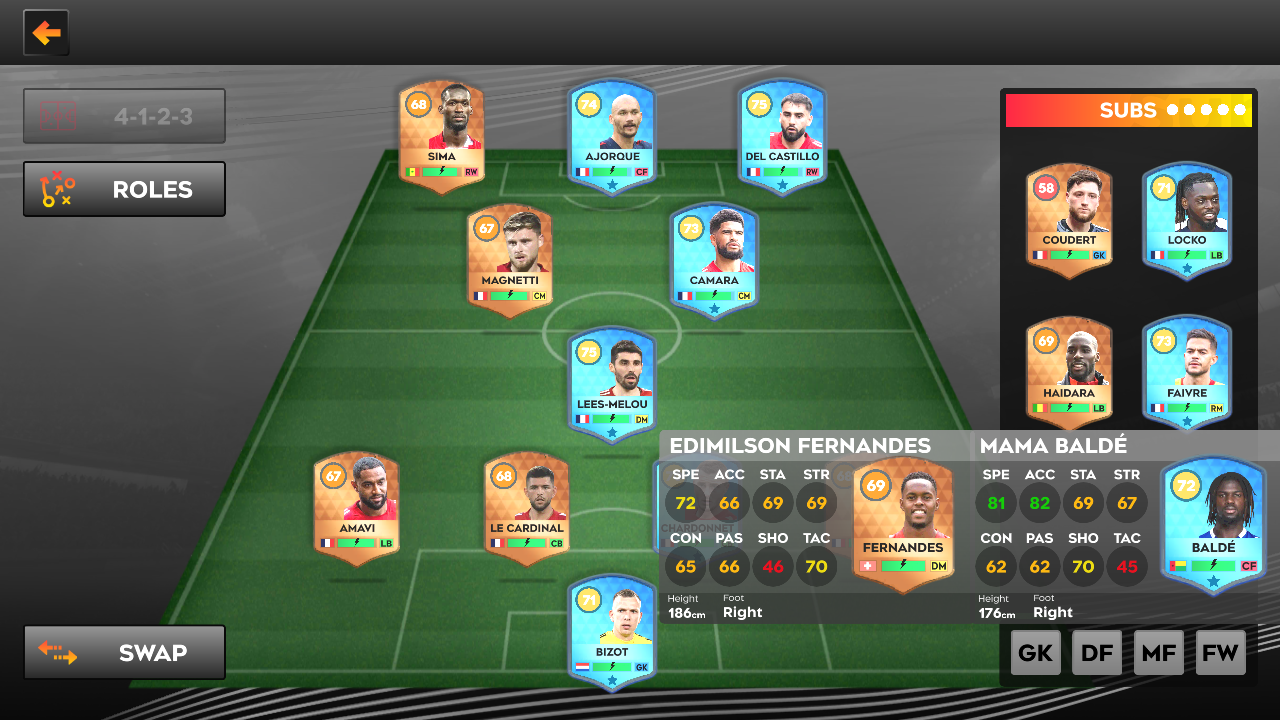 4-1-2-3
ROLES
SWAP
68
SIMA
RW
74
AJORQUE
CF
75
DEL CASTILLO
RW
67
MAGNETTI
CM
73
CAMARA
CM
75
LEES-MELOU
DM
67
AMAVI
LB
68
LE CARDINAL
CB
CHARDONNET
71
BIZOT
GK
SUBS
58
COUDERT
GK
71
LOCKO
LB
69
HAIDARA
LB
73
FAIVRE
RM
EDIMILSON FERNANDES
SPE ACC STA STR
72 66 69 69
CON PAS SHO TAC
65 66 46 70
Height Foot
186cm Right
69
FERNANDES
DM
MAMA BALDÉ
SPE ACC STA STR
81 82 69 67
CON PAS SHO TAC
62 62 70 45
Height Foot
176cm Right
72
BALDÉ
CF
GK DF MF FW